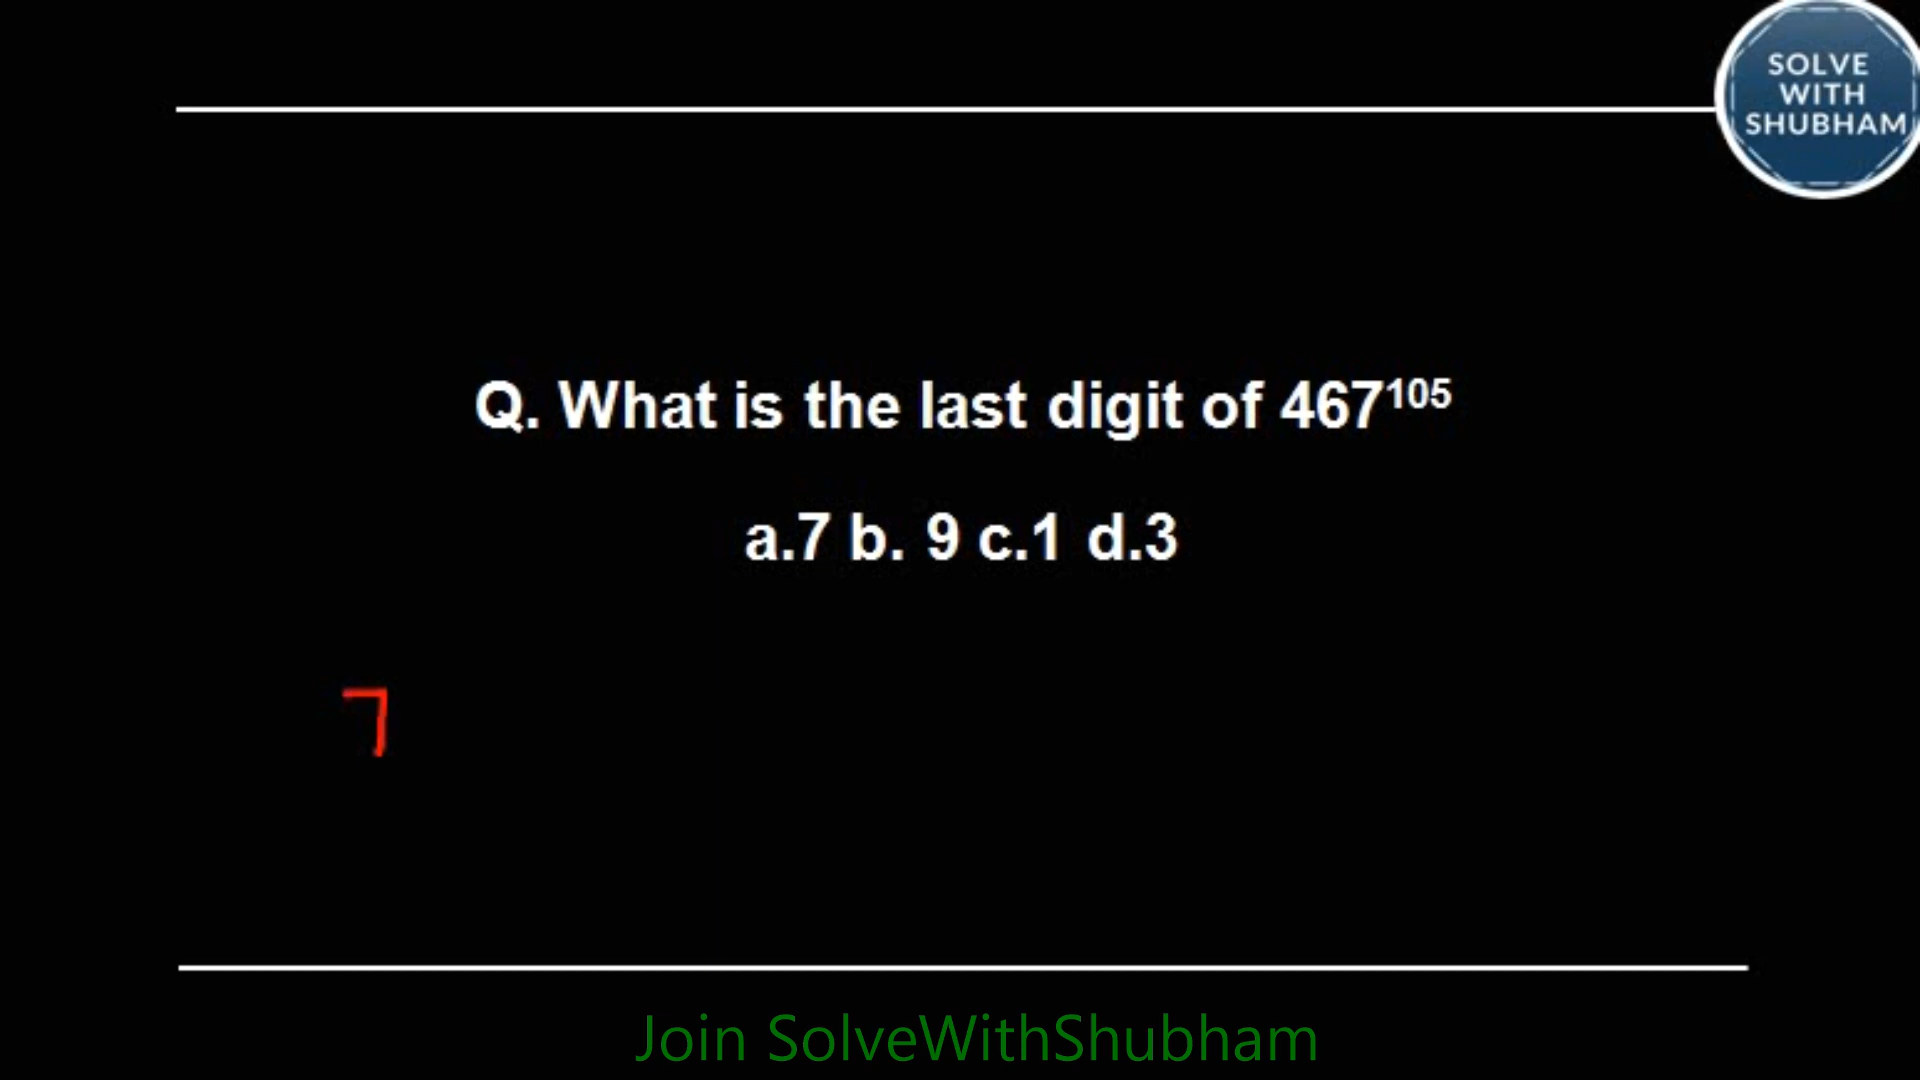 SOLVE
WITH
SHUBHAM
Q. What is the last digit of 467¹⁰⁵
a.7 b. 9 c.1 d.3
7
Join SolveWithShubham